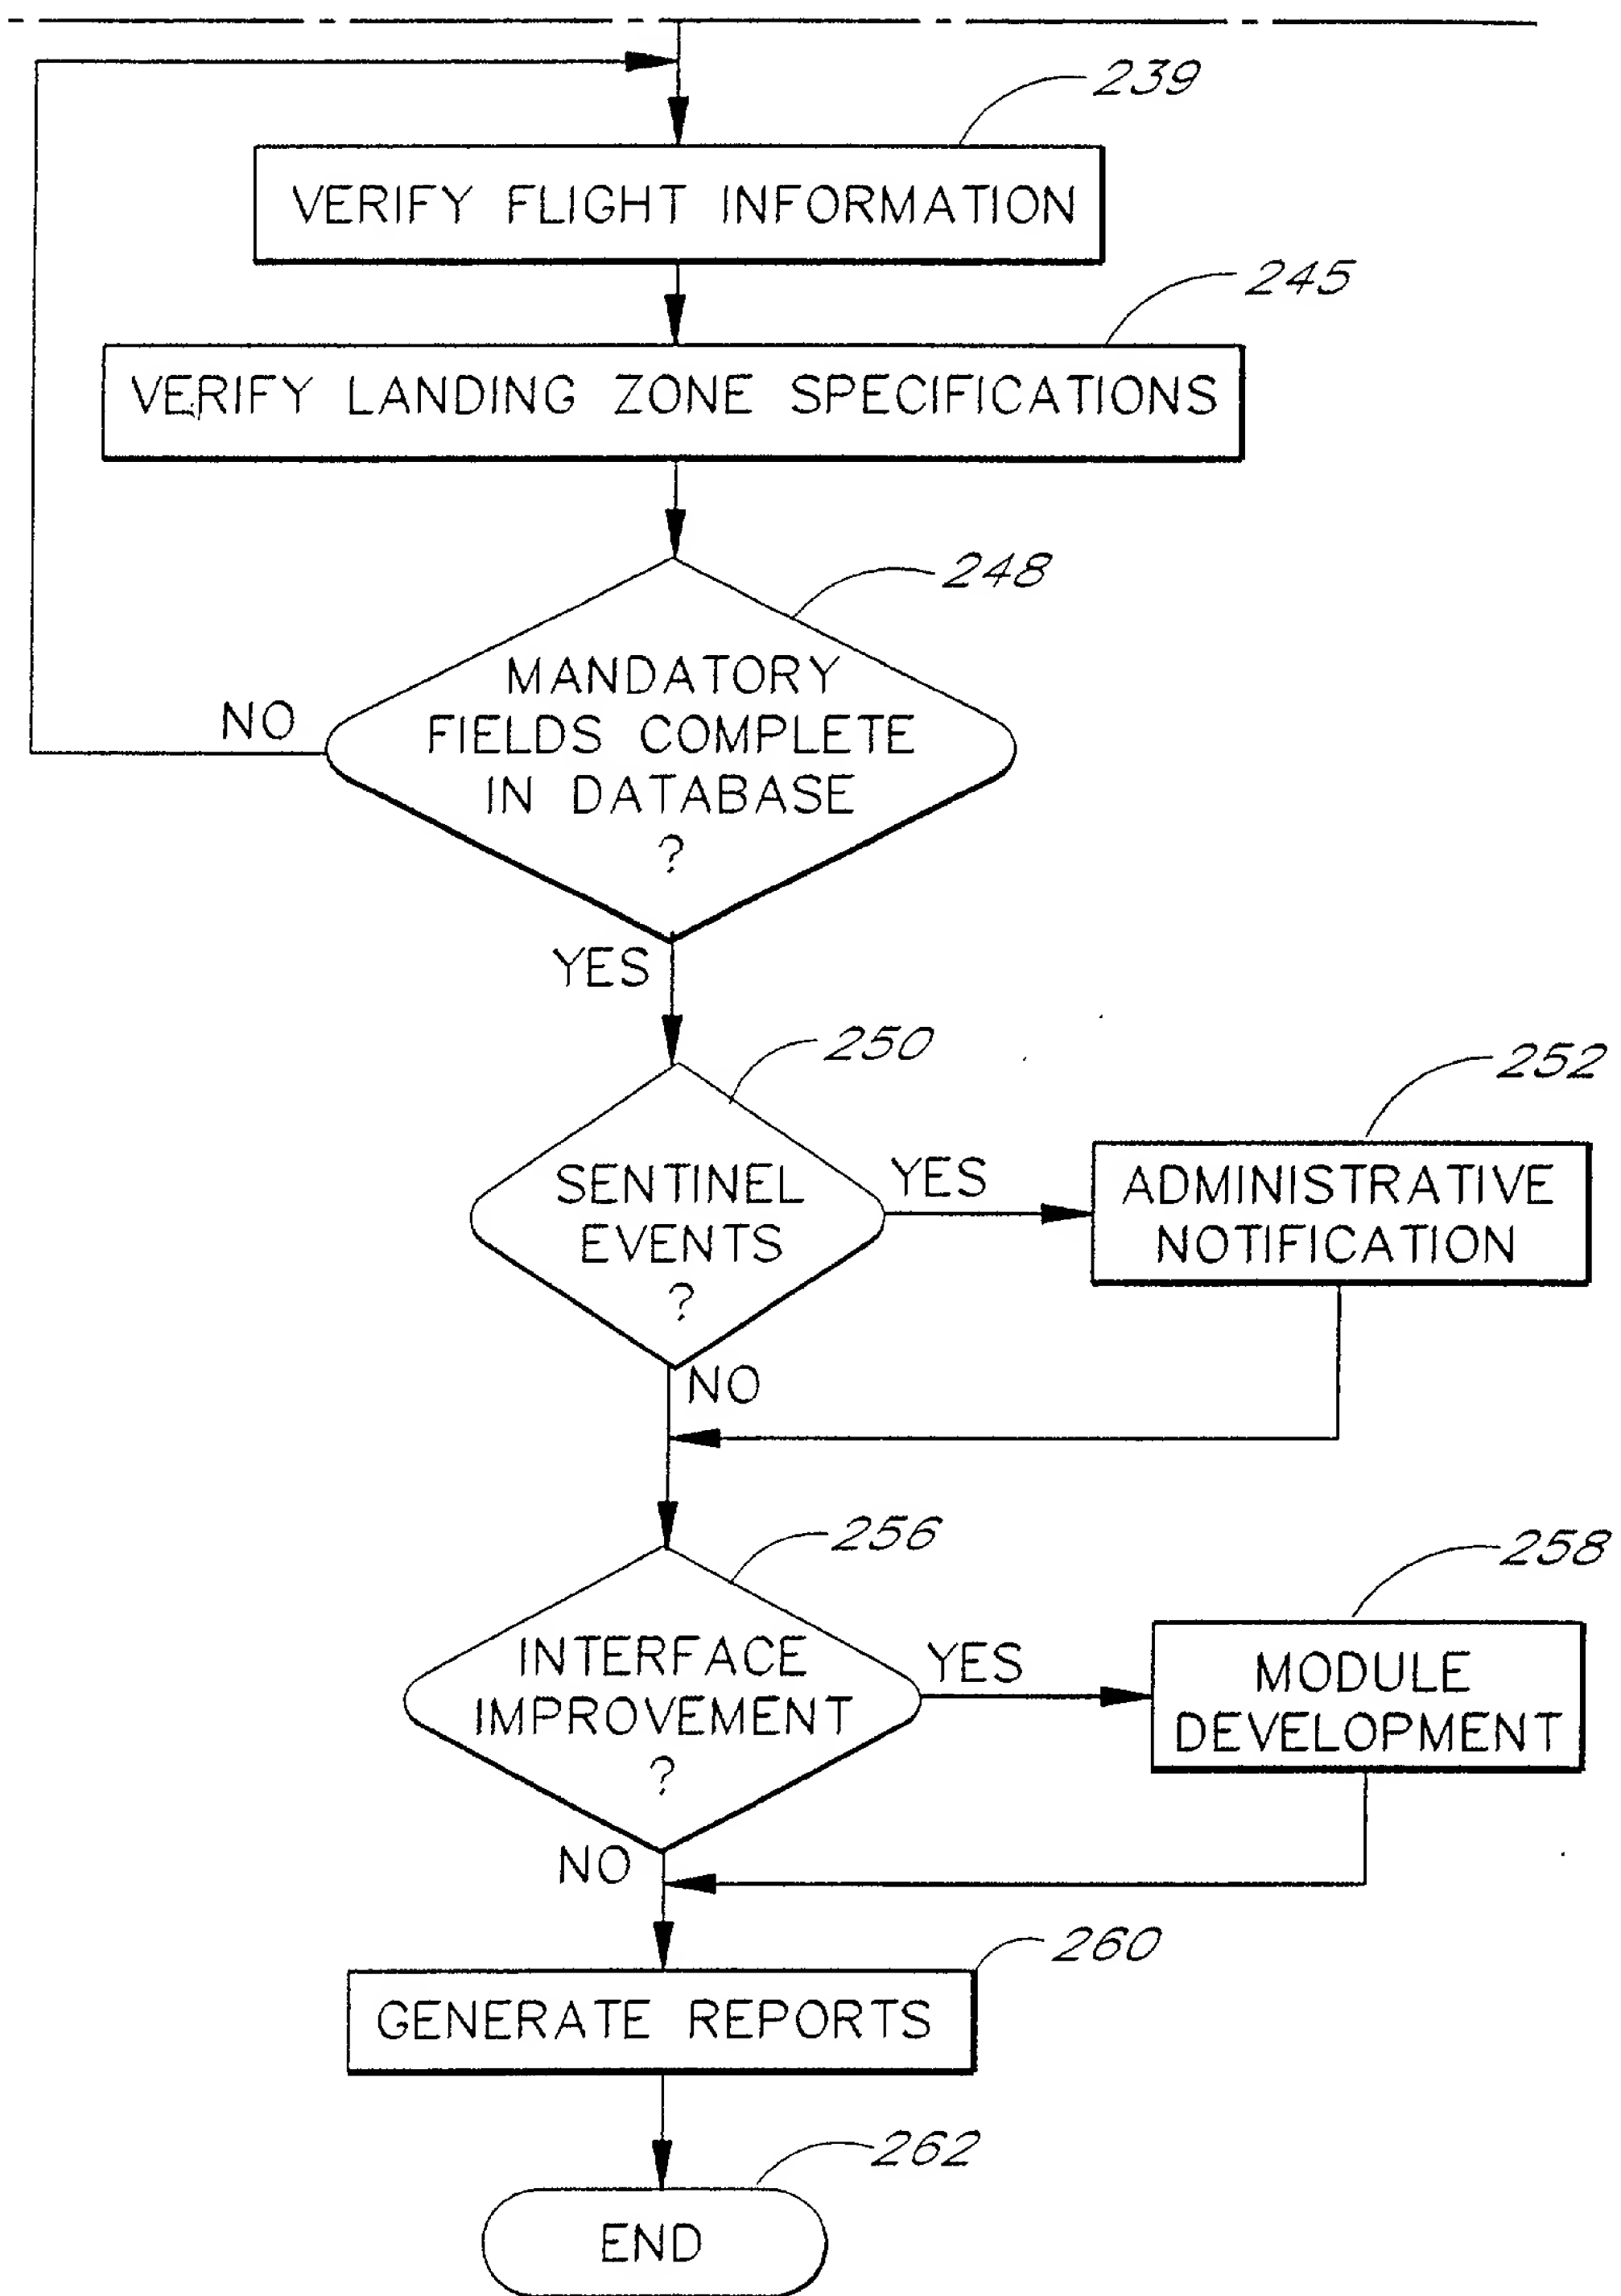 239
VERIFY FLIGHT INFORMATION
245
VERIFY LANDING ZONE SPECIFICATIONS
248
MANDATORY
FIELDS COMPLETE
IN DATABASE
?
NO
YES
250
SENTINEL
EVENTS
?
YES
252
ADMINISTRATIVE
NOTIFICATION
NO
256
INTERFACE
IMPROVEMENT
?
YES
258
MODULE
DEVELOPMENT
NO
260
GENERATE REPORTS
262
END